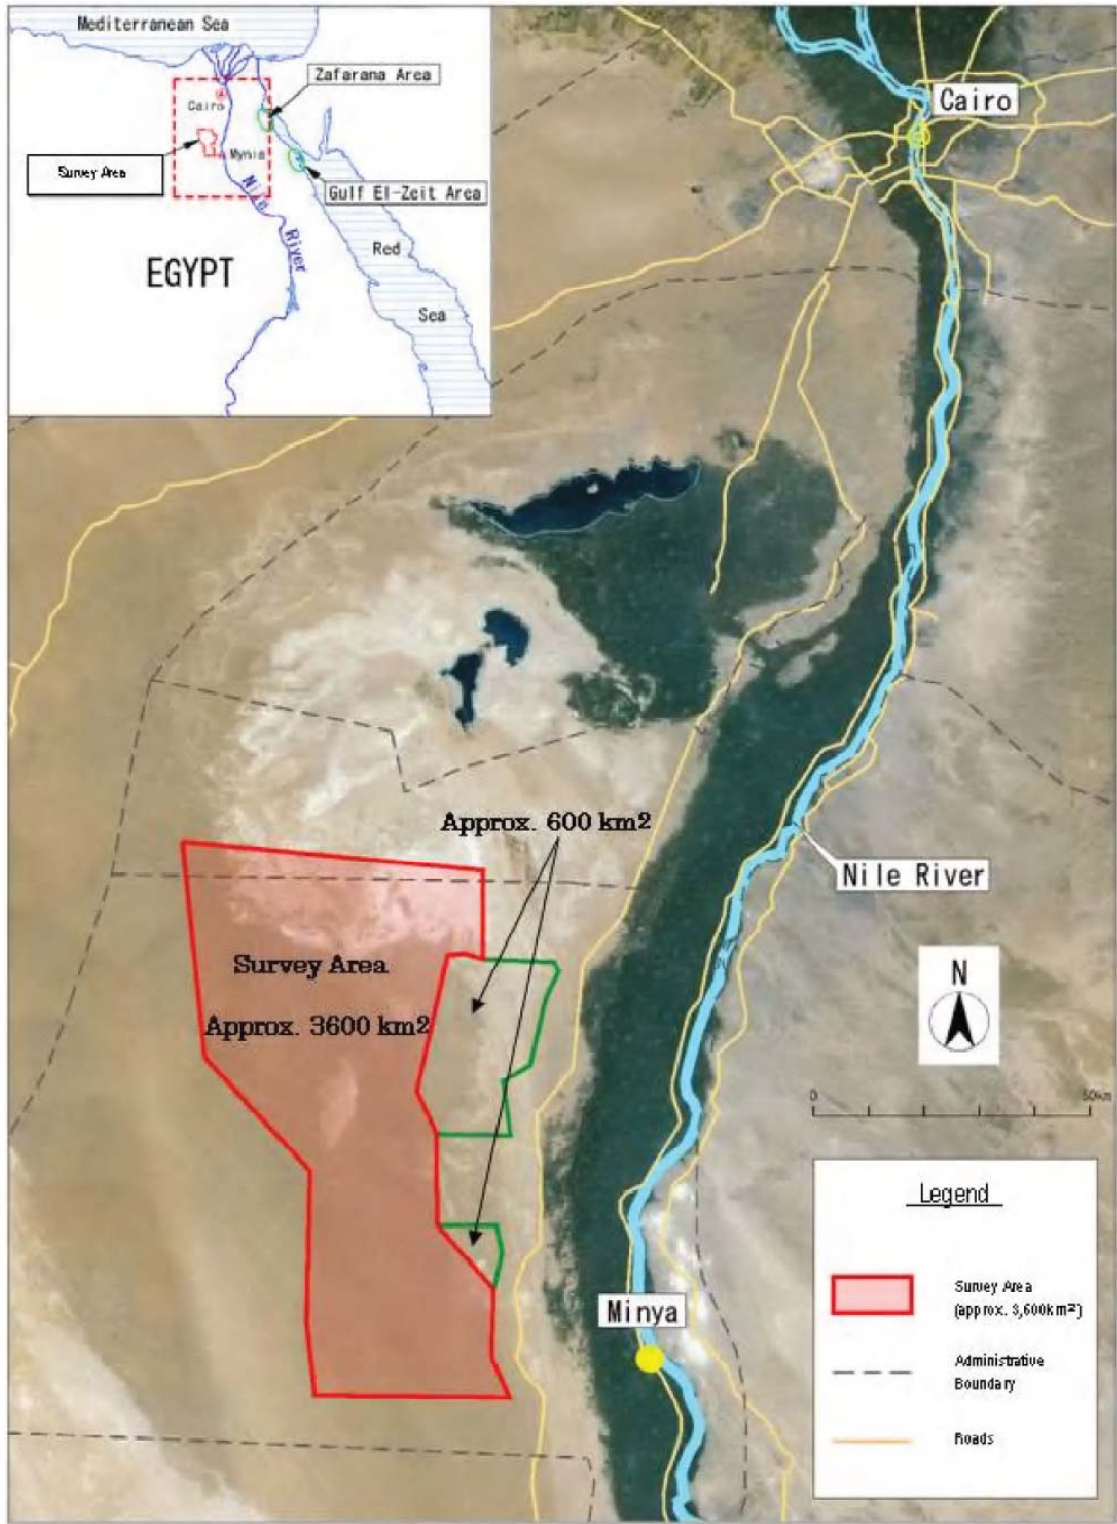 Mediterranean Sea
Zafarana Area
Cairo
Survey Area
Mynia
Gulf El-Zeit Area
Nile River
EGYPT
Red
Sea
Cairo
Approx. 600 km2
Nile River
Survey Area
Approx. 3600 km2
N
0
50km
Legend
Survey Area
(approx. 3,600km²)
Administrative
Boundary
Roads
Minya